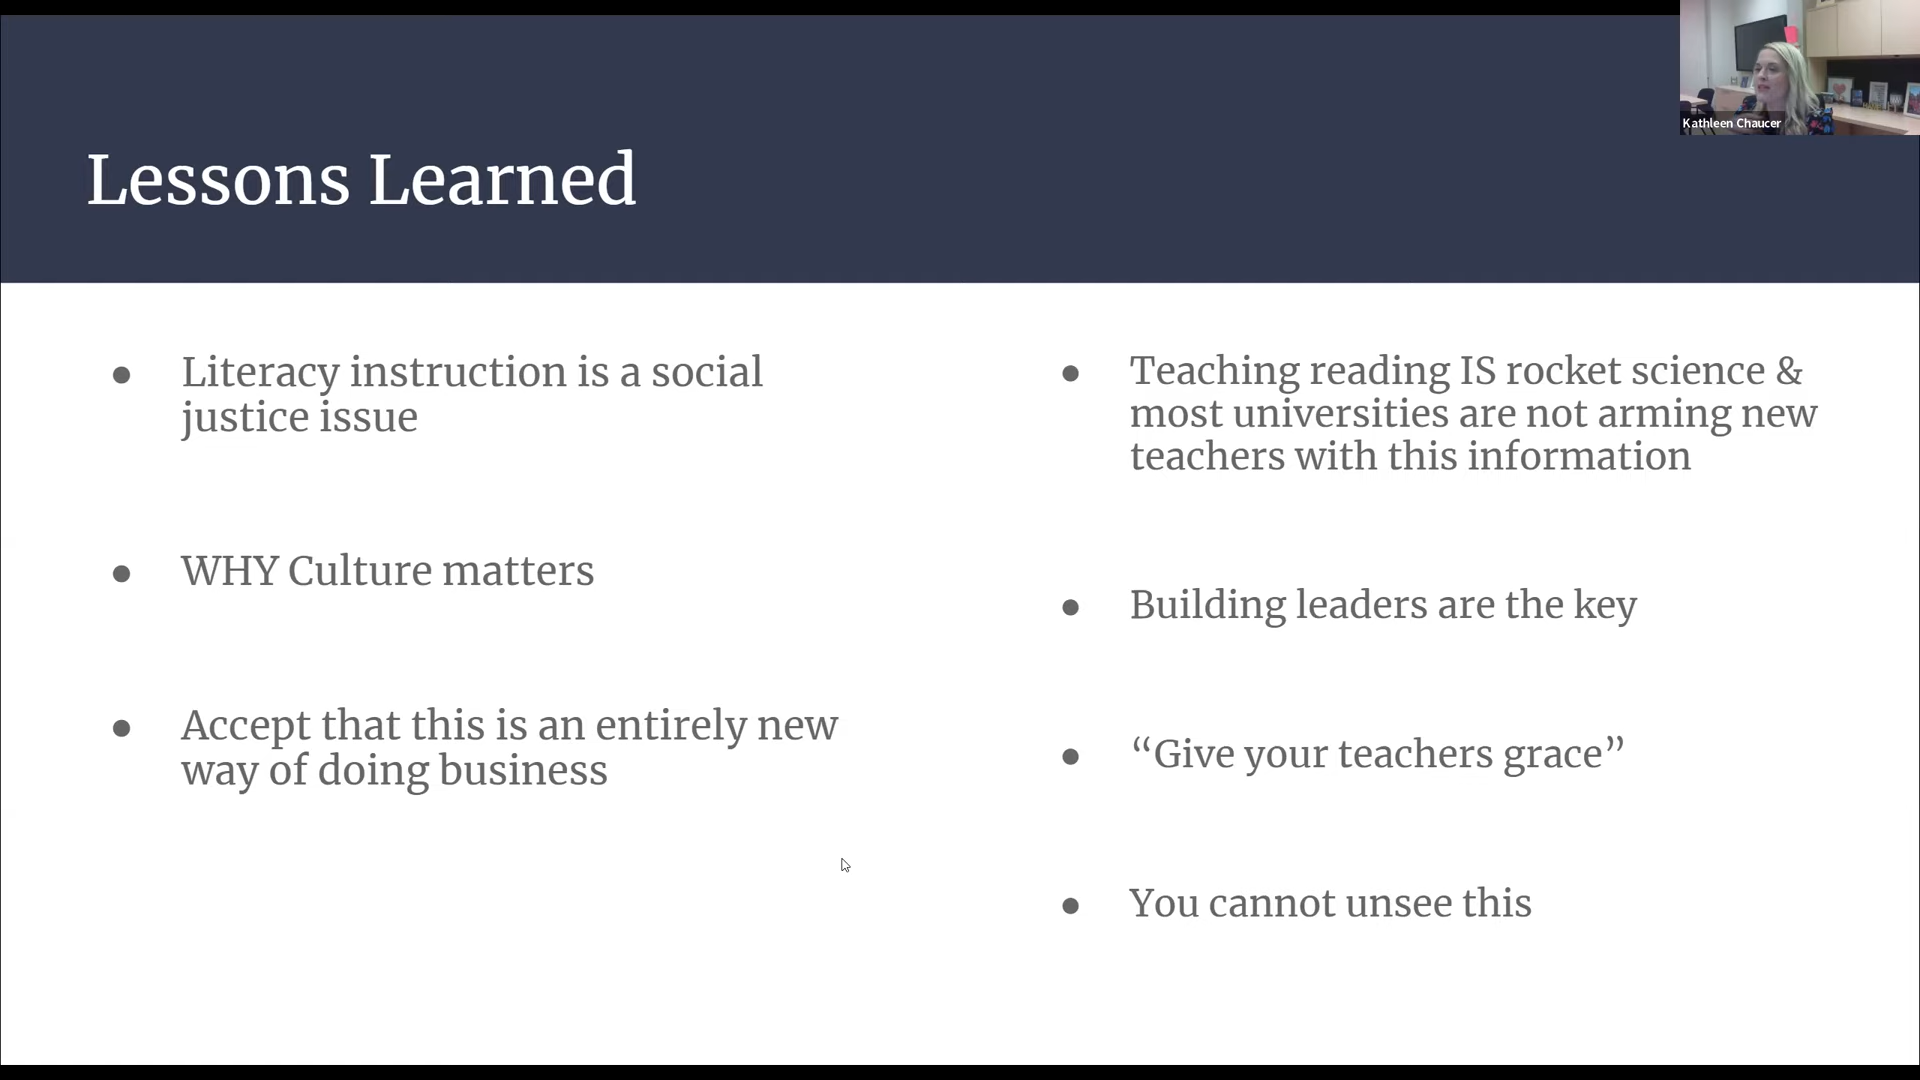 Kathleen Chaucer
Lessons Learned
● Literacy instruction is a social
justice issue
● WHY Culture matters
● Accept that this is an entirely new
way of doing business
● Teaching reading IS rocket science &
most universities are not arming new
teachers with this information
● Building leaders are the key
● “Give your teachers grace”
● You cannot unsee this